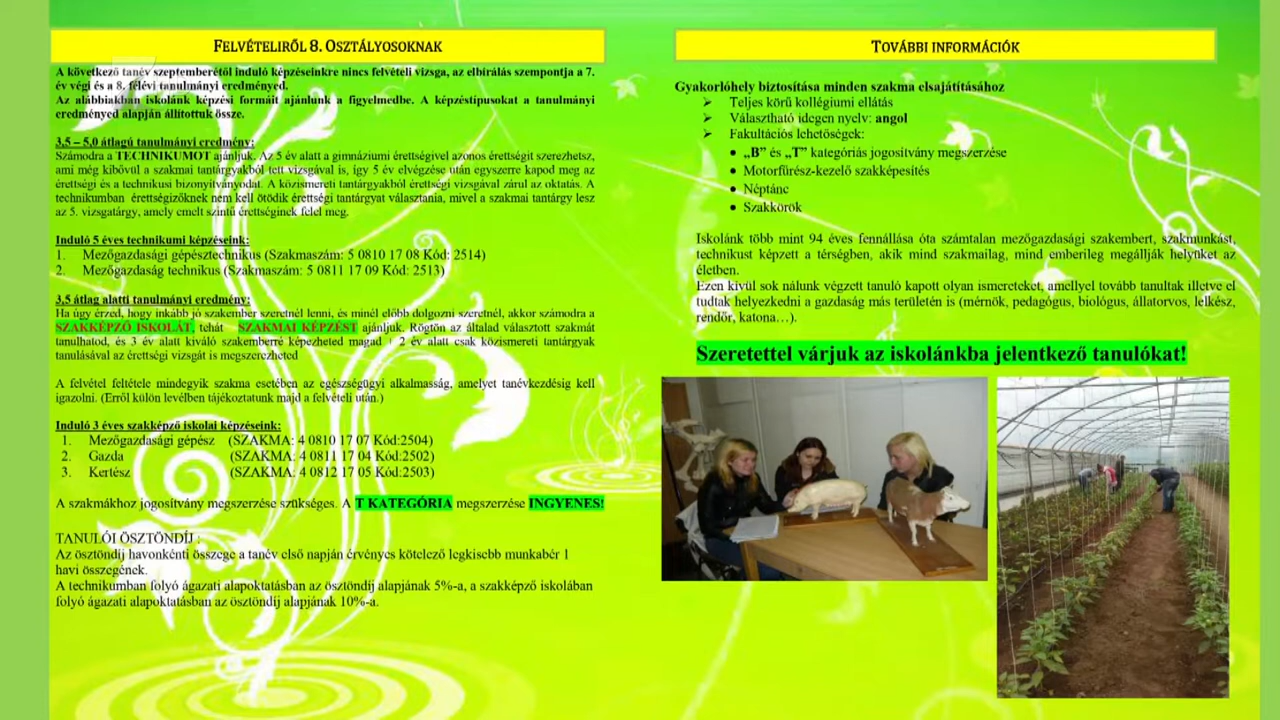 FELVÉTELIRŐL 8. OSZTÁLYOSOKNAK
A következő tanév szeptemberétől induló képzéseinkre nincs felvételi vizsga, az elbírálás szempontja a 7.
év végi és a 8. félévi tanulmányi eredményed.
Az alábbiakban iskolánk képzési formáit ajánlunk a figyelmedbe. A képzéstípusokat a tanulmányi
eredményed alapján állítottuk össze.
3,5 – 5,0 átlagú tanulmányi eredmény:
Számodra a TECHNIKUMOT ajánljuk. Az 5 év alatt a gimnáziumi érettségivel azonos érettségit szerezhetsz,
ami még kibővül a szakmai tantárgyakból tett vizsgával is, így 5 év elvégzése után egyszerre kapod meg az
érettségi és a technikusi bizonyítványodat. A közismereti tantárgyakból érettségi vizsgával zárul az oktatás. A
technikumban érettségizőknek nem kell ötödik érettségi tantárgyat választania, mivel a szakmai tantárgy lesz
az 5. vizsgatárgy, amely emelt szintű érettséginek felel meg.
Induló 5 éves technikumi képzéseink:
1. Mezőgazdasági gépésztechnikus (Szakmaszám: 5 0810 17 08 Kód: 2514)
2. Mezőgazdaság technikus (Szakmaszám: 5 0811 17 09 Kód: 2513)
3,5 átlag alatti tanulmányi eredmény:
Ha úgy érzed, hogy inkább jó szakember szeretnél lenni, és minél előbb dolgozni szeretnél, akkor számodra a
SZAKKÉPZŐ ISKOLÁT, tehát SZAKMAI KÉPZÉST ajánljuk. Rögtön az általad választott szakmát
tanulhatod, és 3 év alatt kiváló szakemberré képezheted magad + 2 év alatt csak közismereti tantárgyak
tanulásával az érettségi vizsgát is megszerezheted
A felvétel feltétele mindegyik szakma esetében az egészségügyi alkalmasság, amelyet tanévkezdésig kell
igazolni. (Erről külön levélben tájékoztatunk majd a felvételi után.)
Induló 3 éves szakképző iskolai képzéseink:
1. Mezőgazdasági gépész (SZAKMA: 4 0810 17 07 Kód:2504)
2. Gazda (SZAKMA: 4 0811 17 04 Kód:2502)
3. Kertész (SZAKMA: 4 0812 17 05 Kód:2503)
A szakmákhoz jogosítvány megszerzése szükséges. A T KATEGÓRIA megszerzése INGYENES!
TANULÓI ÖSZTÖNDÍJ :
Az ösztöndíj havonkénti összege a tanév első napján érvényes kötelező legkisebb munkabér 1
havi összegének.
A technikumban folyó ágazati alapoktatásban az ösztöndíj alapjának 5%-a, a szakképző iskolában
folyó ágazati alapoktatásban az ösztöndíj alapjának 10%-a.
TOVÁBBI INFORMÁCIÓK
Gyakorlóhely biztosítása minden szakma elsajátításához
➢ Teljes körű kollégiumi ellátás
➢ Választható idegen nyelv: angol
➢ Fakultációs lehetőségek:
• „B” és „T” kategóriás jogosítvány megszerzése
• Motorfűrész-kezelő szakképesítés
• Néptánc
• Szakkörök
Iskolánk több mint 94 éves fennállása óta számtalan mezőgazdasági szakembert, szakmunkást,
technikust képzett a térségben, akik mind szakmailag, mind emberileg megállják helyüket az
életben.
Ezen kívül sok nálunk végzett tanuló kapott olyan ismereteket, amellyel tovább tanultak illetve el
tudtak helyezkedni a gazdaság más területén is (mérnök, pedagógus, biológus, állatorvos, lelkész,
rendőr, katona…).
Szeretettel várjuk az iskolánkba jelentkező tanulókat!